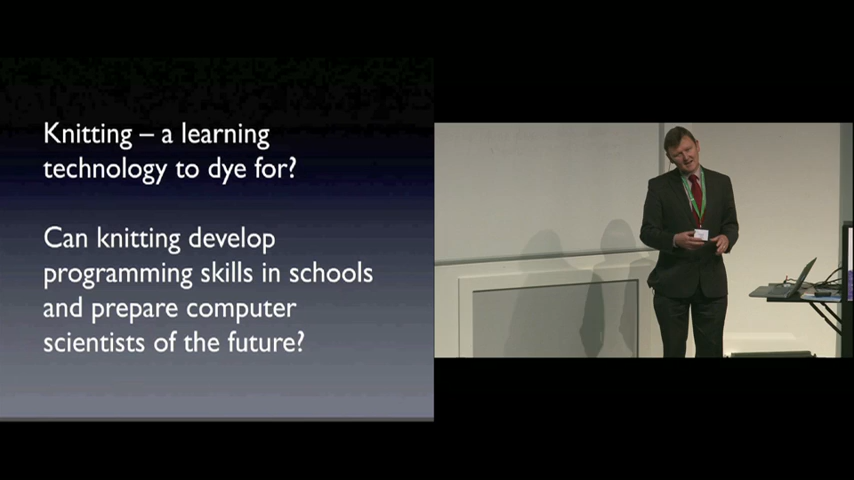 Knitting – a learning
technology to dye for?
Can knitting develop
programming skills in schools
and prepare computer
scientists of the future?